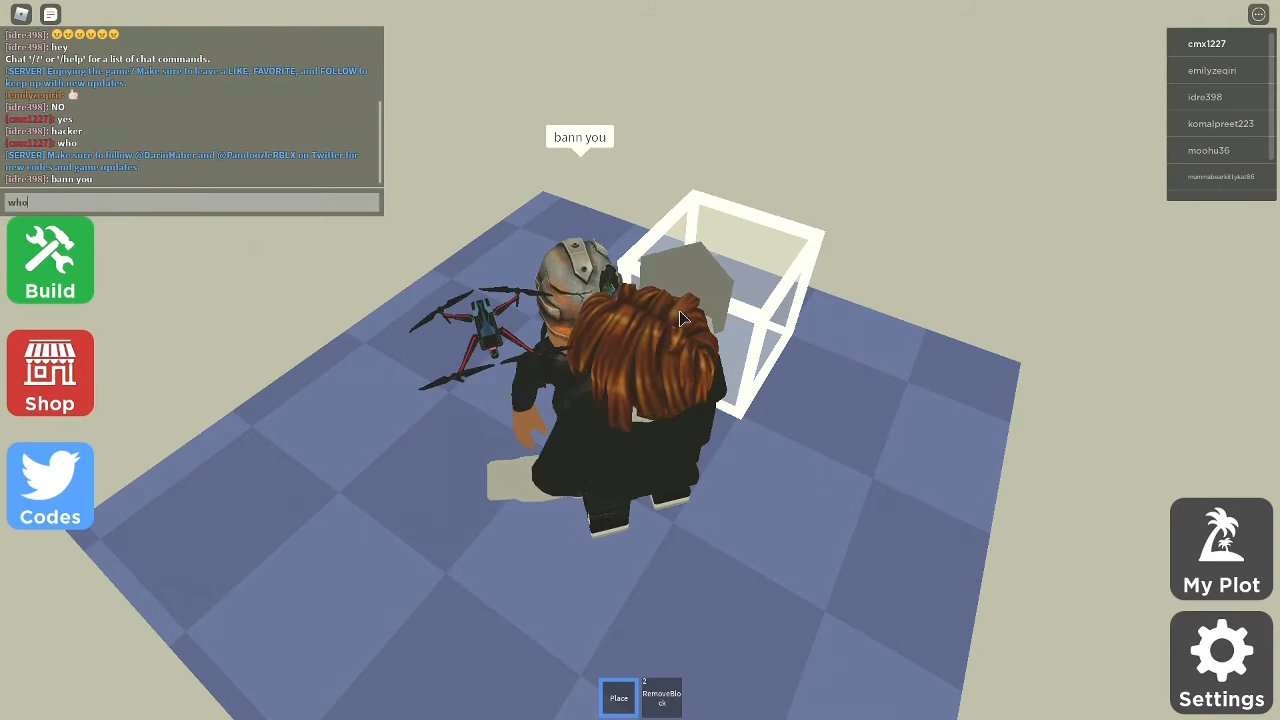 [idre398]: 😠😠😠😠😠😠
[idre398]: hey
Chat '/?' or '/help' for a list of chat commands.
[SERVER] Enjoying the game? Make sure to leave a LIKE, FAVORITE, and FOLLOW to
keep up with new updates.
[emilyzeqiri]: 👍🏻
[idre398]: NO
[cmx1227]: yes
[idre398]: hacker
[cmx1227]: who
[SERVER] Make sure to follow @DarinHaber and @PandoozleRBLX on Twitter for
new codes and game updates.
[idre398]: bann you
who
bann you
cmx1227
emilyzeqiri
idre398
komalpreet223
moohu36
mummabearkittykat86
Build
Shop
Codes
My Plot
Settings
Place
2
RemoveBlo
ck